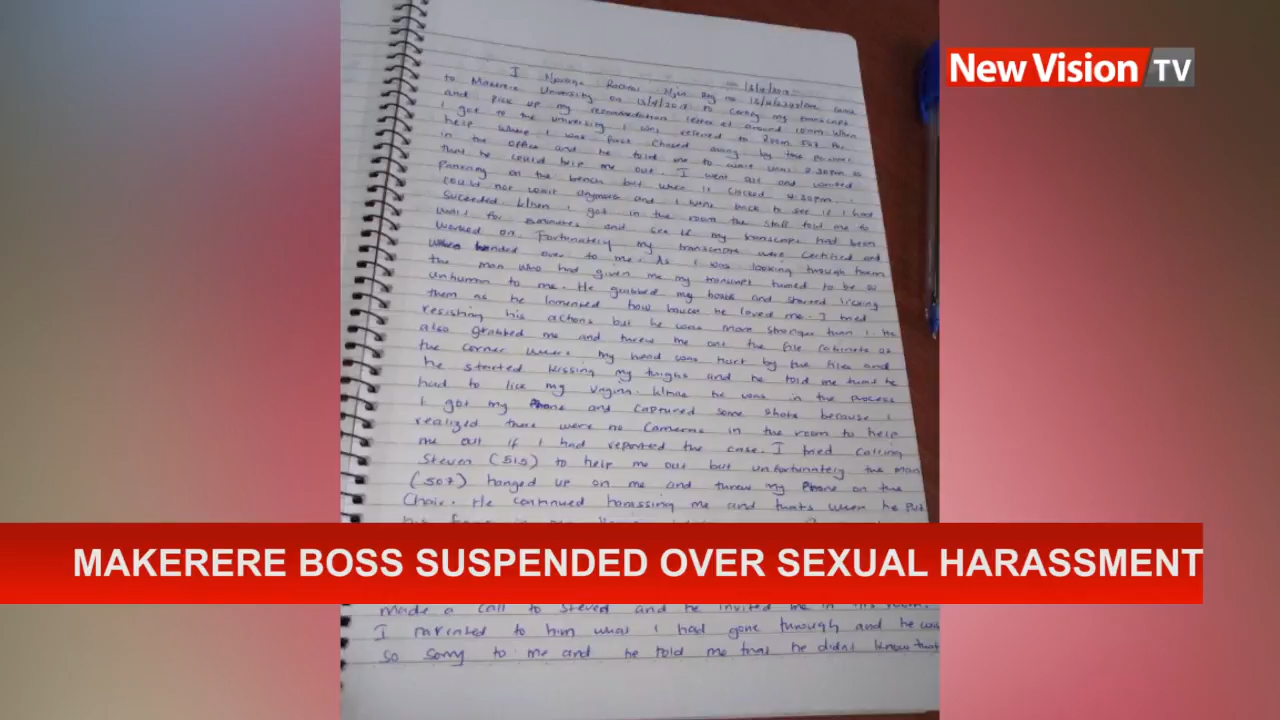 New Vision TV
13/4/2018
I
to Makerere University on 13/4/2018 to certify my transcript
and pick up my recommendation letter at around 10am. When
I got to the university I was referred to room 507 for
help where I was first chased away by the
in the office and he told me to wait until 2:30pm so
that he could help me out. I went out and waited
on the bench but when it clocked 4:30pm. I
could not wait anymore and I went back to see if I had
succeeded. When I got in the room the staff told me to
wait for minutes and see if my transcript had been
worked on. Fortunately my transcripts were certified and
handed over to me. As I was looking through them
the man who had given me my transcript turned to be so
unhuman to me. He grabbed my boobs and started
them as he how he loved me. I tried
resisting his actions but he was more stronger than I. He
also grabbed me and threw me on the file cabinets at
the corner where my hand was hurt by the files and
he started kissing my thighs and he told me that he
had to lick my vagina. While he was in the process
I got my phone and captured some shots because I
realized there were no cameras in the room to help
me out if I had reported the case. I tried calling
Steven (515) to help me out but unfortunately the man
(507) hanged up on me and threw my phone on the
chair. He continued harassing me and thats when he put
MAKERERE BOSS SUSPENDED OVER SEXUAL HARASSMENT
made a call to Steven and he invited me in his room.
I narrated to him what I had gone through and he was
so sorry to me and he told me that he didnt know that